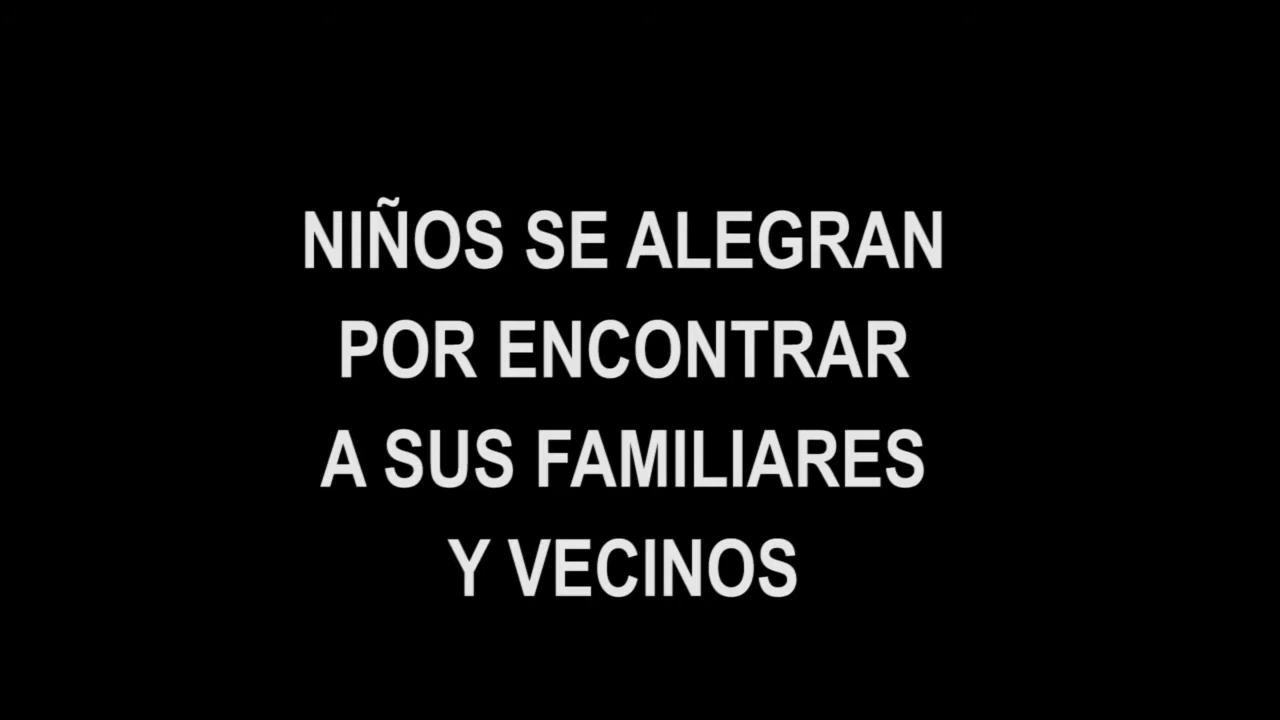 NIÑOS SE ALEGRAN
POR ENCONTRAR
A SUS FAMILIARES
Y VECINOS